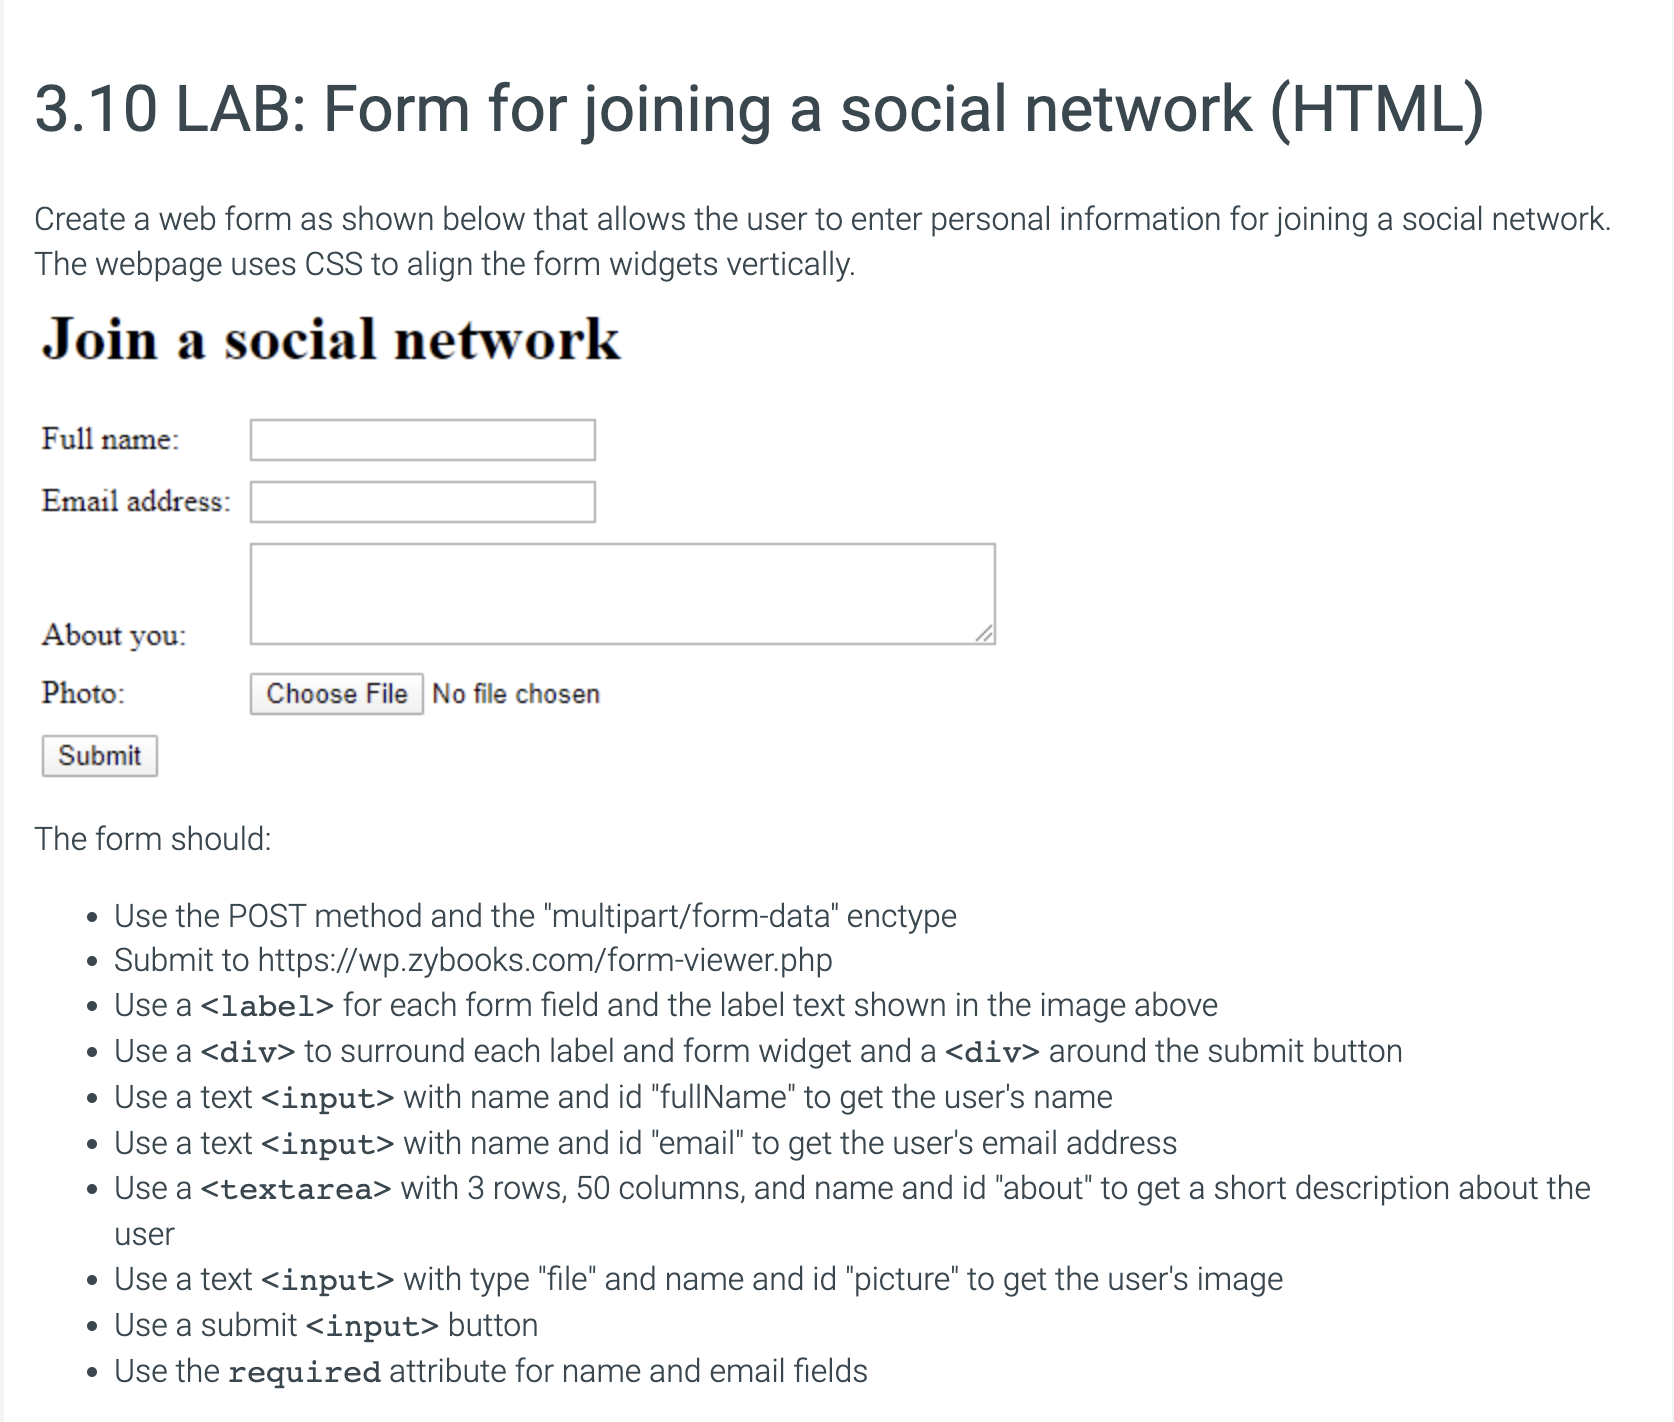 3.10 LAB: Form for joining a social network (HTML)
Create a web form as shown below that allows the user to enter personal information for joining a social network.
The webpage uses CSS to align the form widgets vertically.
Join a social network
Full name:
Email address:
About you:
Photo: Choose File No file chosen
Submit
The form should:
• Use the POST method and the "multipart/form-data" enctype
• Submit to https://wp.zybooks.com/form-viewer.php
• Use a <label> for each form field and the label text shown in the image above
• Use a <div> to surround each label and form widget and a <div> around the submit button
• Use a text <input> with name and id "fullName" to get the user's name
• Use a text <input> with name and id "email" to get the user's email address
• Use a <textarea> with 3 rows, 50 columns, and name and id "about" to get a short description about the
user
• Use a text <input> with type "file" and name and id "picture" to get the user's image
• Use a submit <input> button
• Use the required attribute for name and email fields